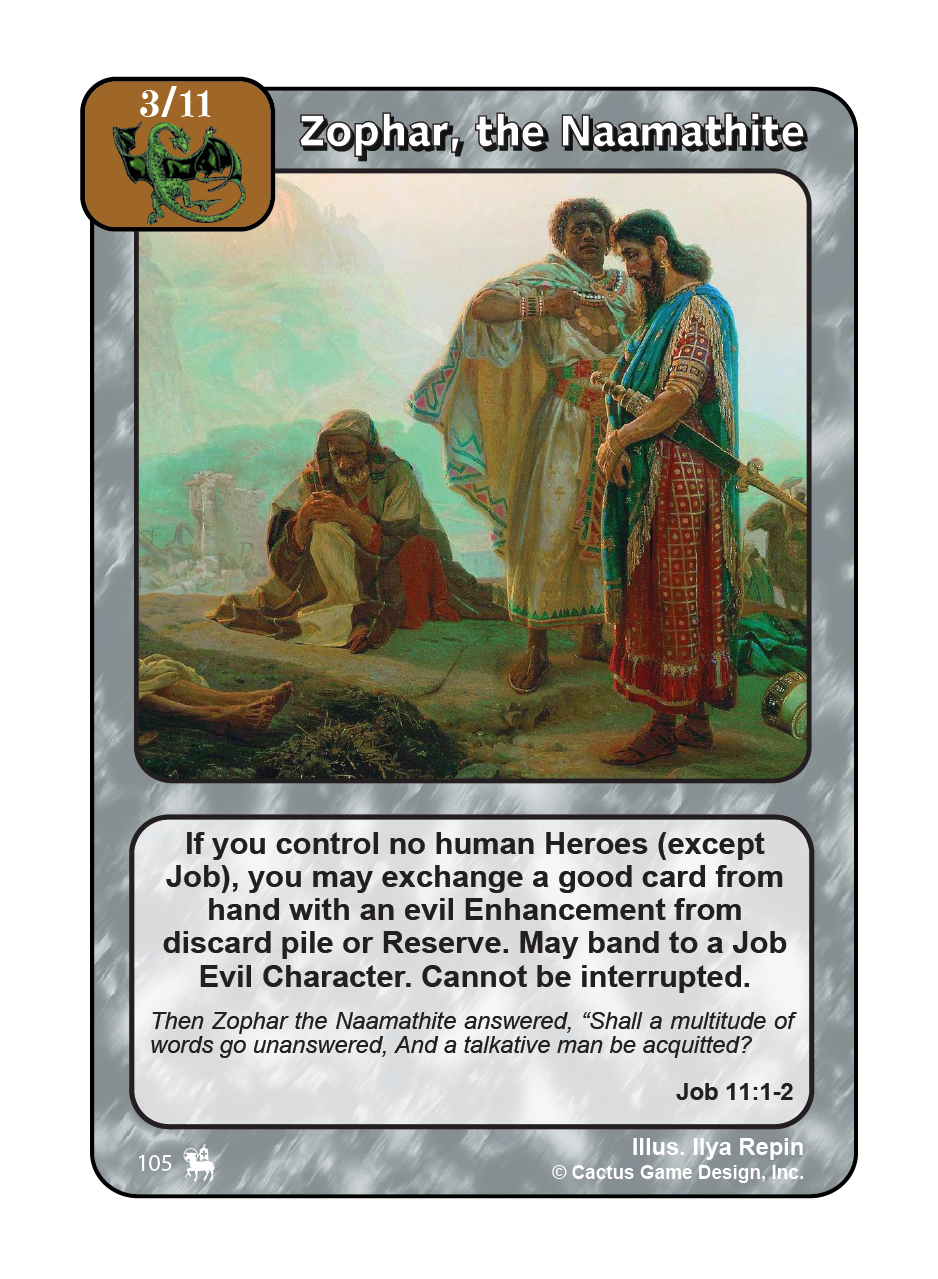 3/11
Zophar, the Naamathite
If you control no human Heroes (except
Job), you may exchange a good card from
hand with an evil Enhancement from
discard pile or Reserve. May band to a Job
Evil Character. Cannot be interrupted.
Then Zophar the Naamathite answered, “Shall a multitude of
words go unanswered, And a talkative man be acquitted?
Job 11:1-2
Illus. Ilya Repin
105
© Cactus Game Design, Inc.